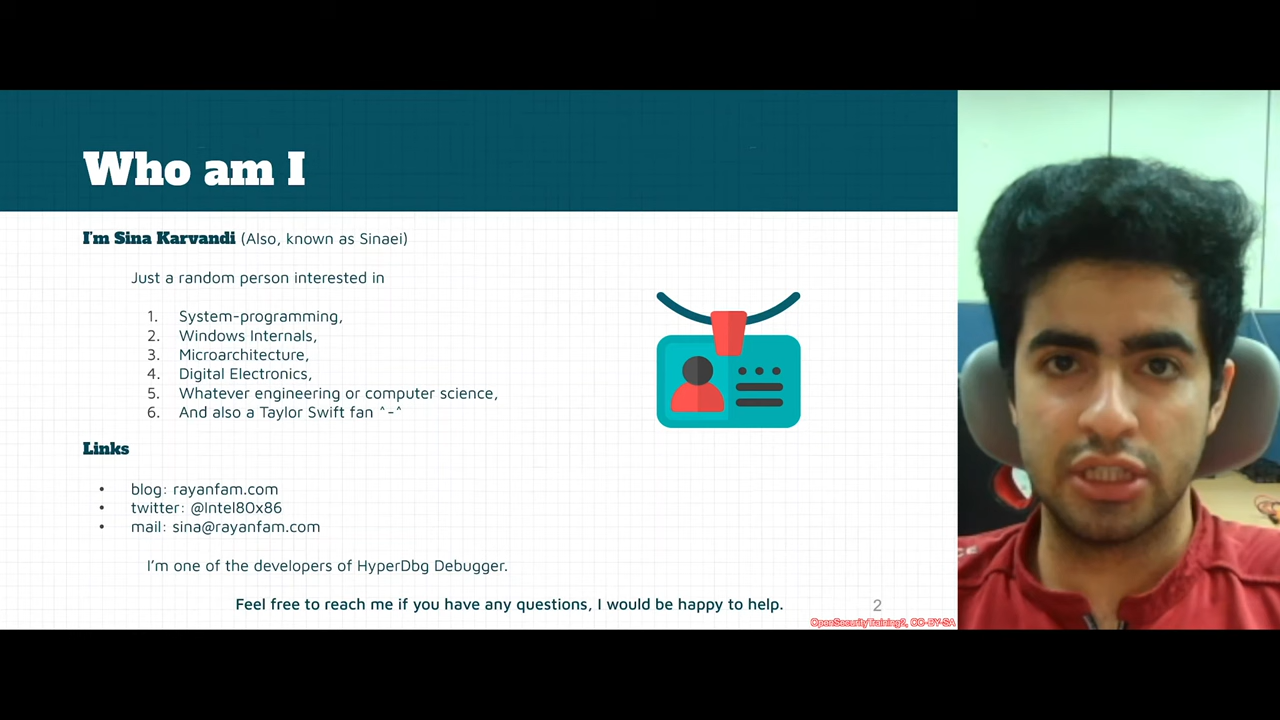 Who am I
I'm Sina Karvandi (Also, known as Sinaei)
Just a random person interested in
1. System-programming,
2. Windows Internals,
3. Microarchitecture,
4. Digital Electronics,
5. Whatever engineering or computer science,
6. And also a Taylor Swift fan ^-^
Links
• blog: rayanfam.com
• twitter: @Intel80x86
• mail: sina@rayanfam.com
I'm one of the developers of HyperDbg Debugger.
Feel free to reach me if you have any questions, I would be happy to help.
2
OpenSecurityTraining2, CC-BY-SA